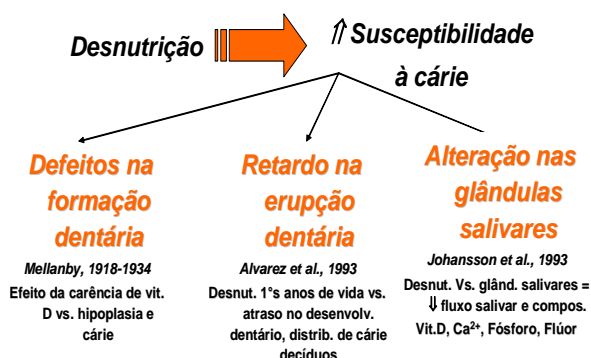 Desnutrição
⇑ Susceptibilidade
à cárie
Defeitos na
formação
dentária
Mellanby, 1918-1934
Efeito da carência de vit.
D vs. hipoplasia e
cárie
Retardo na
erupção
dentária
Alvarez et al., 1993
Desnut. 1°s anos de vida vs.
atraso no desenvolv.
dentário, distrib. de cárie
decíduos
Alteração nas
glândulas
salivares
Johansson et al., 1993
Desnut. Vs. glând. salivares =
⇓ fluxo salivar e compos.
Vit.D, Ca²⁺, Fósforo, Flúor